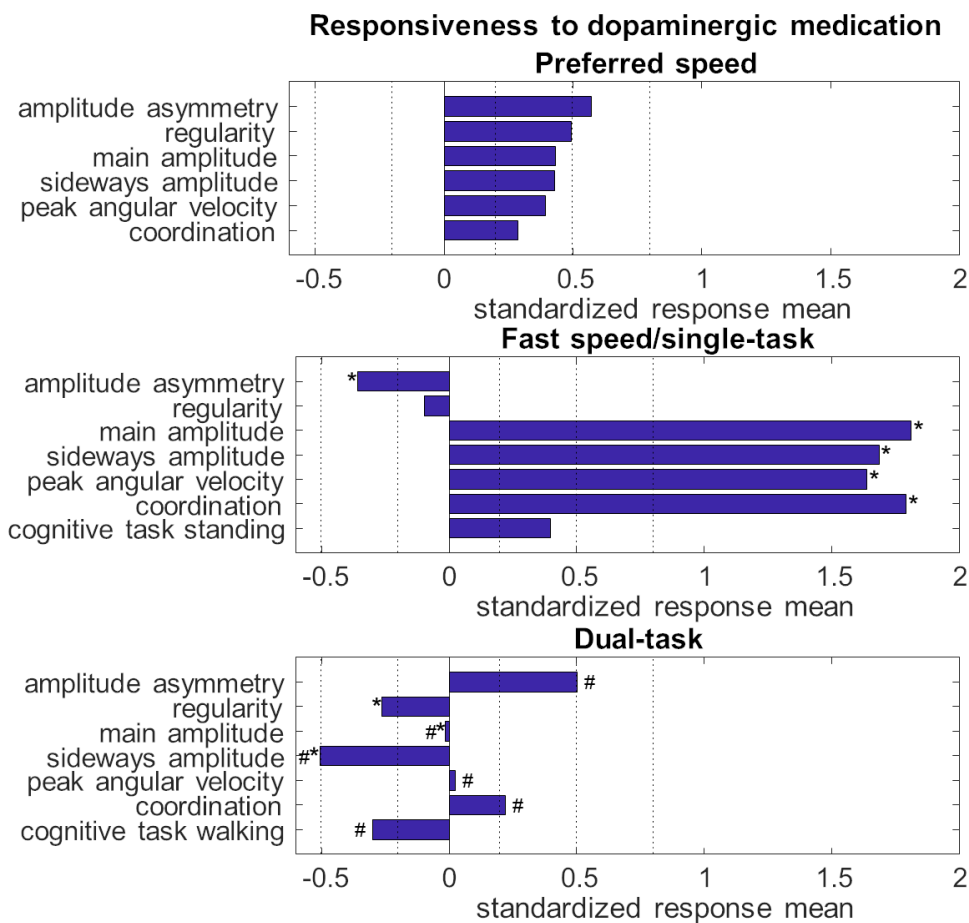 Responsiveness to dopaminergic medication
Preferred speed
amplitude asymmetry
regularity
main amplitude
sideways amplitude
peak angular velocity
coordination
-0.5 0 0.5 1 1.5 2
standardized response mean
Fast speed/single-task
amplitude asymmetry *
regularity
main amplitude *
sideways amplitude *
peak angular velocity *
coordination *
cognitive task standing
-0.5 0 0.5 1 1.5 2
standardized response mean
Dual-task
amplitude asymmetry #
regularity *
main amplitude #*
sideways amplitude #*
peak angular velocity #
coordination #
cognitive task walking #
-0.5 0 0.5 1 1.5 2
standardized response mean